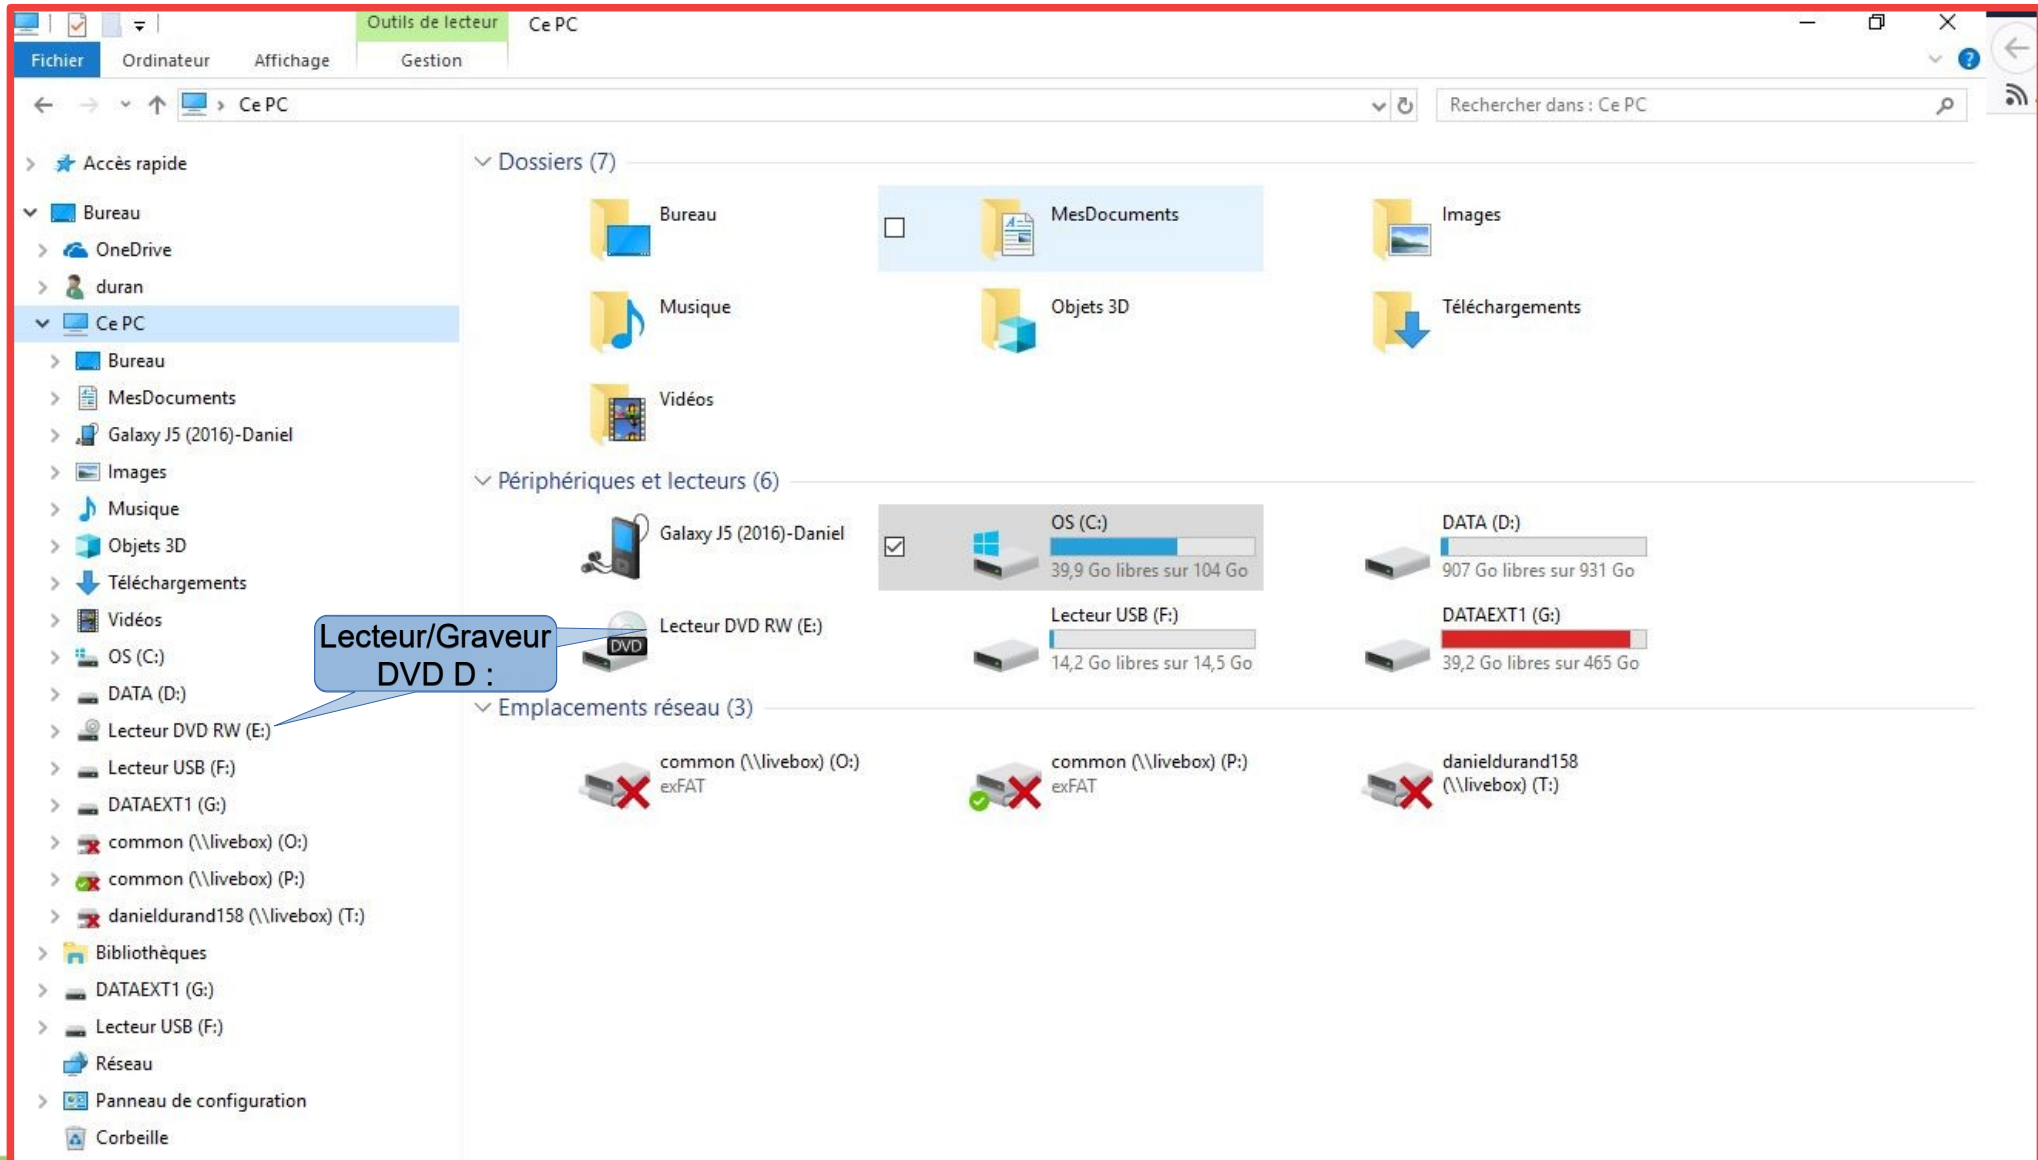 Outils de lecteur
Ce PC
Fichier
Ordinateur
Affichage
Gestion
?
Ce PC
Rechercher dans : Ce PC
Accès rapide
Bureau
OneDrive
duran
Ce PC
Bureau
MesDocuments
Galaxy J5 (2016)-Daniel
Images
Musique
Objets 3D
Téléchargements
Vidéos
OS (C:)
DATA (D:)
Lecteur DVD RW (E:)
Lecteur USB (F:)
DATAEXT1 (G:)
common (\\livebox) (O:)
common (\\livebox) (P:)
danieldurand158 (\\livebox) (T:)
Bibliothèques
DATAEXT1 (G:)
Lecteur USB (F:)
Réseau
Panneau de configuration
Corbeille
Lecteur/Graveur
DVD D :
Dossiers (7)
Bureau
MesDocuments
Images
Musique
Objets 3D
Téléchargements
Vidéos
Périphériques et lecteurs (6)
Galaxy J5 (2016)-Daniel
OS (C:)
39,9 Go libres sur 104 Go
DATA (D:)
907 Go libres sur 931 Go
DVD
Lecteur DVD RW (E:)
Lecteur USB (F:)
14,2 Go libres sur 14,5 Go
DATAEXT1 (G:)
39,2 Go libres sur 465 Go
Emplacements réseau (3)
common (\\livebox) (O:)
exFAT
common (\\livebox) (P:)
exFAT
danieldurand158
(\\livebox) (T:)